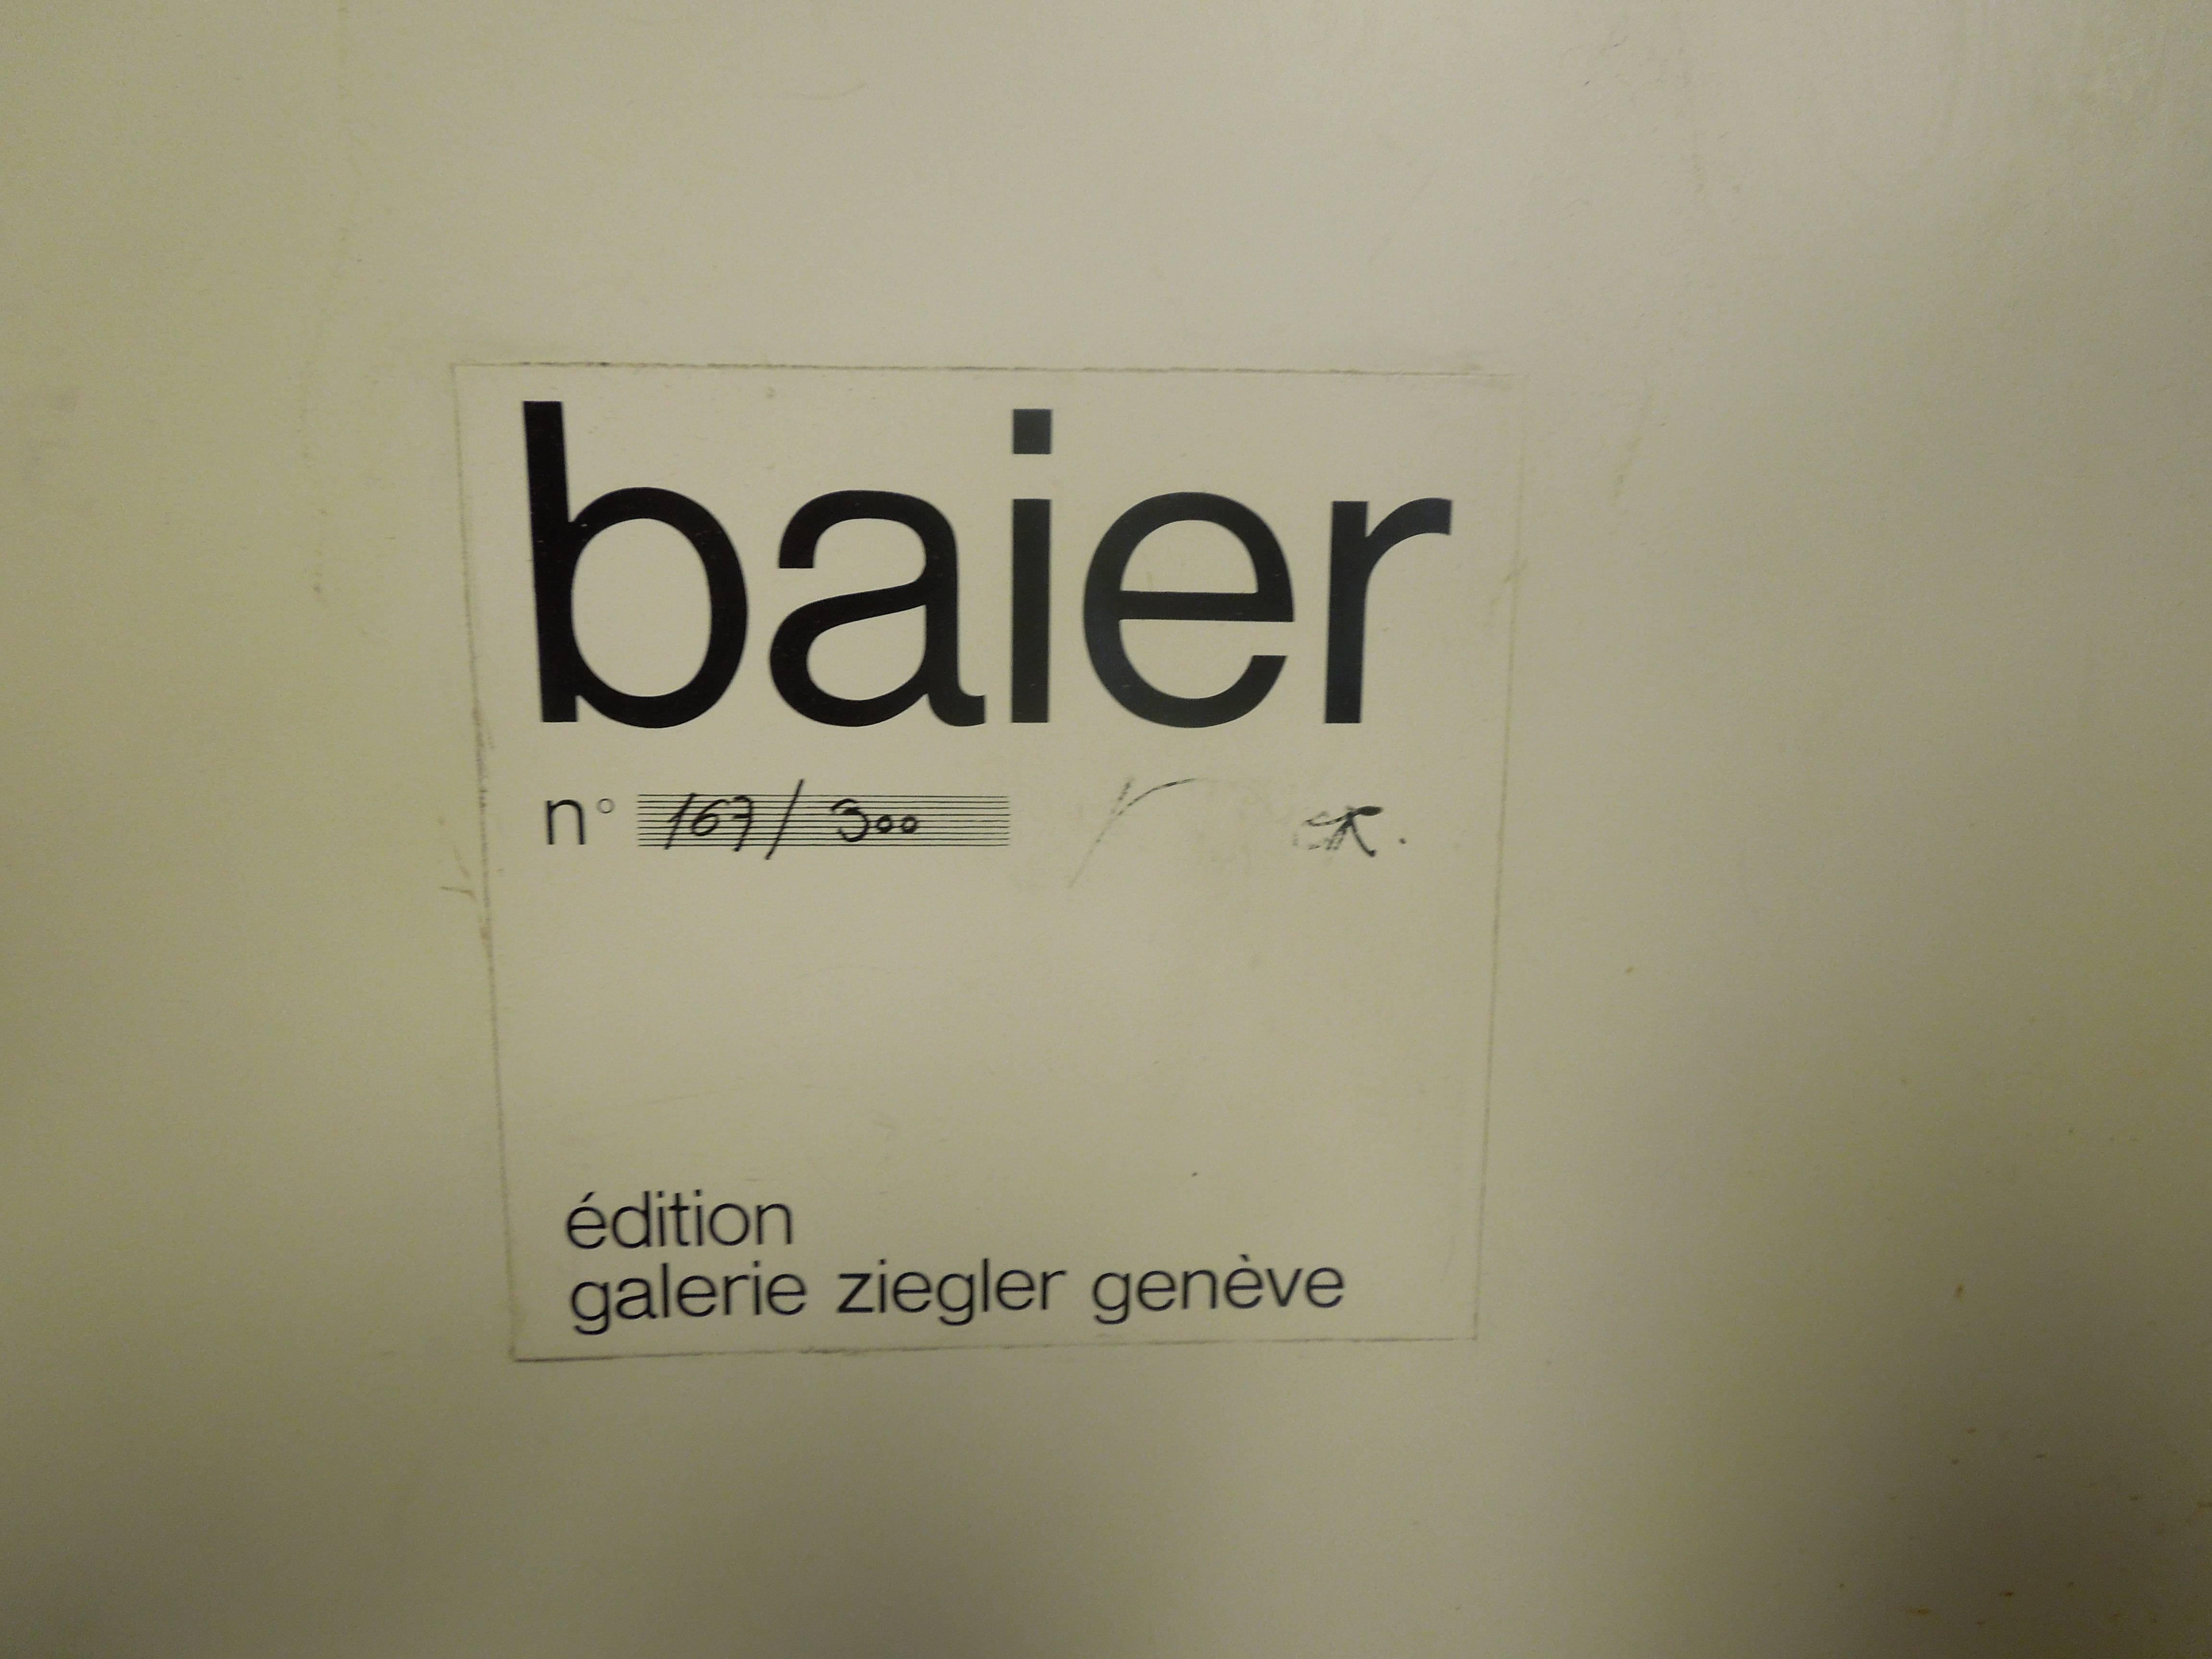 baier
n° 167/300
édition
galerie ziegler genève